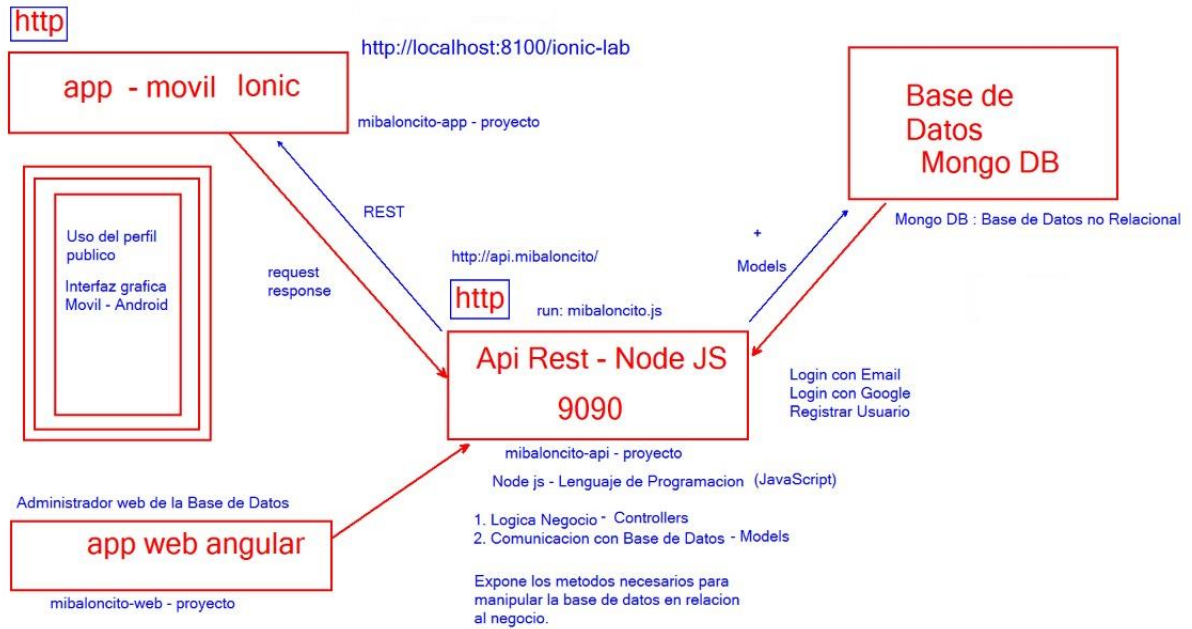 http
http://localhost:8100/ionic-lab
app - movil Ionic
mibaloncito-app - proyecto
Base de
Datos
Mongo DB
Mongo DB : Base de Datos no Relacional
Uso del perfil
publico
Interfaz grafica
Movil - Android
REST
request
response
+
Models
http://api.mibaloncito/
http
run: mibaloncito.js
Api Rest - Node JS
9090
Login con Email
Login con Google
Registrar Usuario
mibaloncito-api - proyecto
Node js - Lenguaje de Programacion (JavaScript)
Administrador web de la Base de Datos
app web angular
mibaloncito-web - proyecto
1. Logica Negocio - Controllers
2. Comunicacion con Base de Datos - Models
Expone los metodos necesarios para
manipular la base de datos en relacion
al negocio.